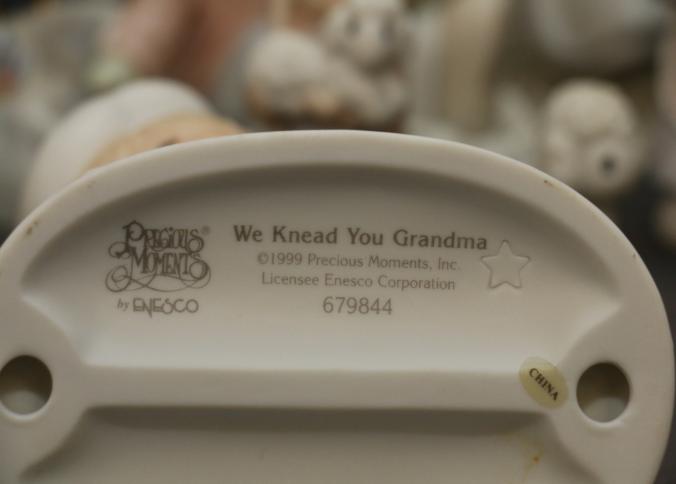 PRECIOUS MOMENTS®
by ENESCO
We Knead You Grandma
©1999 Precious Moments, Inc.
Licensee Enesco Corporation
679844
CHINA